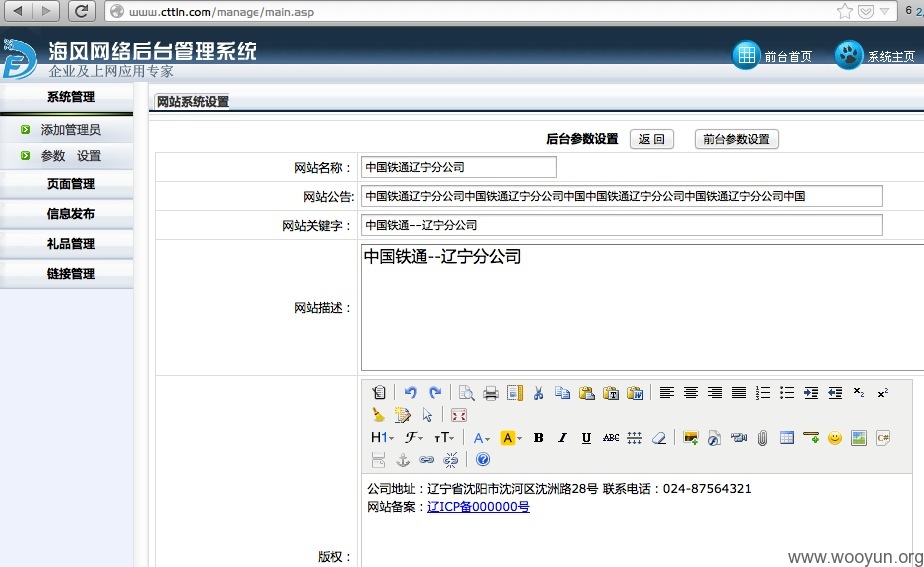 www.cttln.com/manage/main.asp
海风网络后台管理系统
企业及上网应用专家
前台首页 系统主页
系统管理
添加管理员
参数 设置
页面管理
信息发布
礼品管理
链接管理
网站系统设置
后台参数设置 返 回 前台参数设置
网站名称： 中国铁通辽宁分公司
网站公告: 中国铁通辽宁分公司中国铁通辽宁分公司中国中国铁通辽宁分公司中国铁通辽宁分公司中国
网站关键字： 中国铁通--辽宁分公司
网站描述： 中国铁通--辽宁分公司
版权：
公司地址：辽宁省沈阳市沈河区沈洲路28号 联系电话：024-87564321
网站备案：辽ICP备000000号
www.wooyun.org